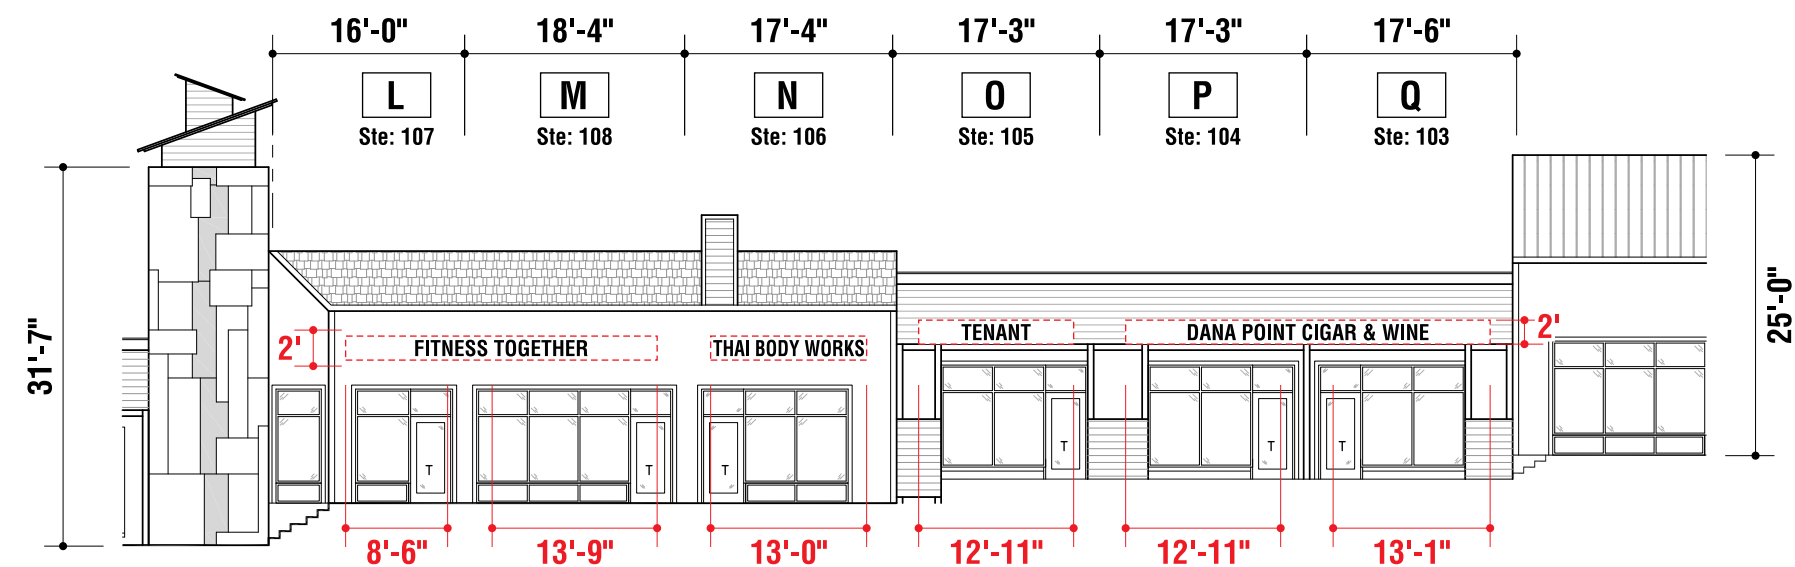 16'-0" 18'-4" 17'-4" 17'-3" 17'-3" 17'-6"
L M N O P Q
Ste: 107 Ste: 108 Ste: 106 Ste: 105 Ste: 104 Ste: 103
31'-7"
25'-0"
2' FITNESS TOGETHER THAI BODY WORKS TENANT DANA POINT CIGAR & WINE 2'
T T T T T T
8'-6" 13'-9" 13'-0" 12'-11" 12'-11" 13'-1"